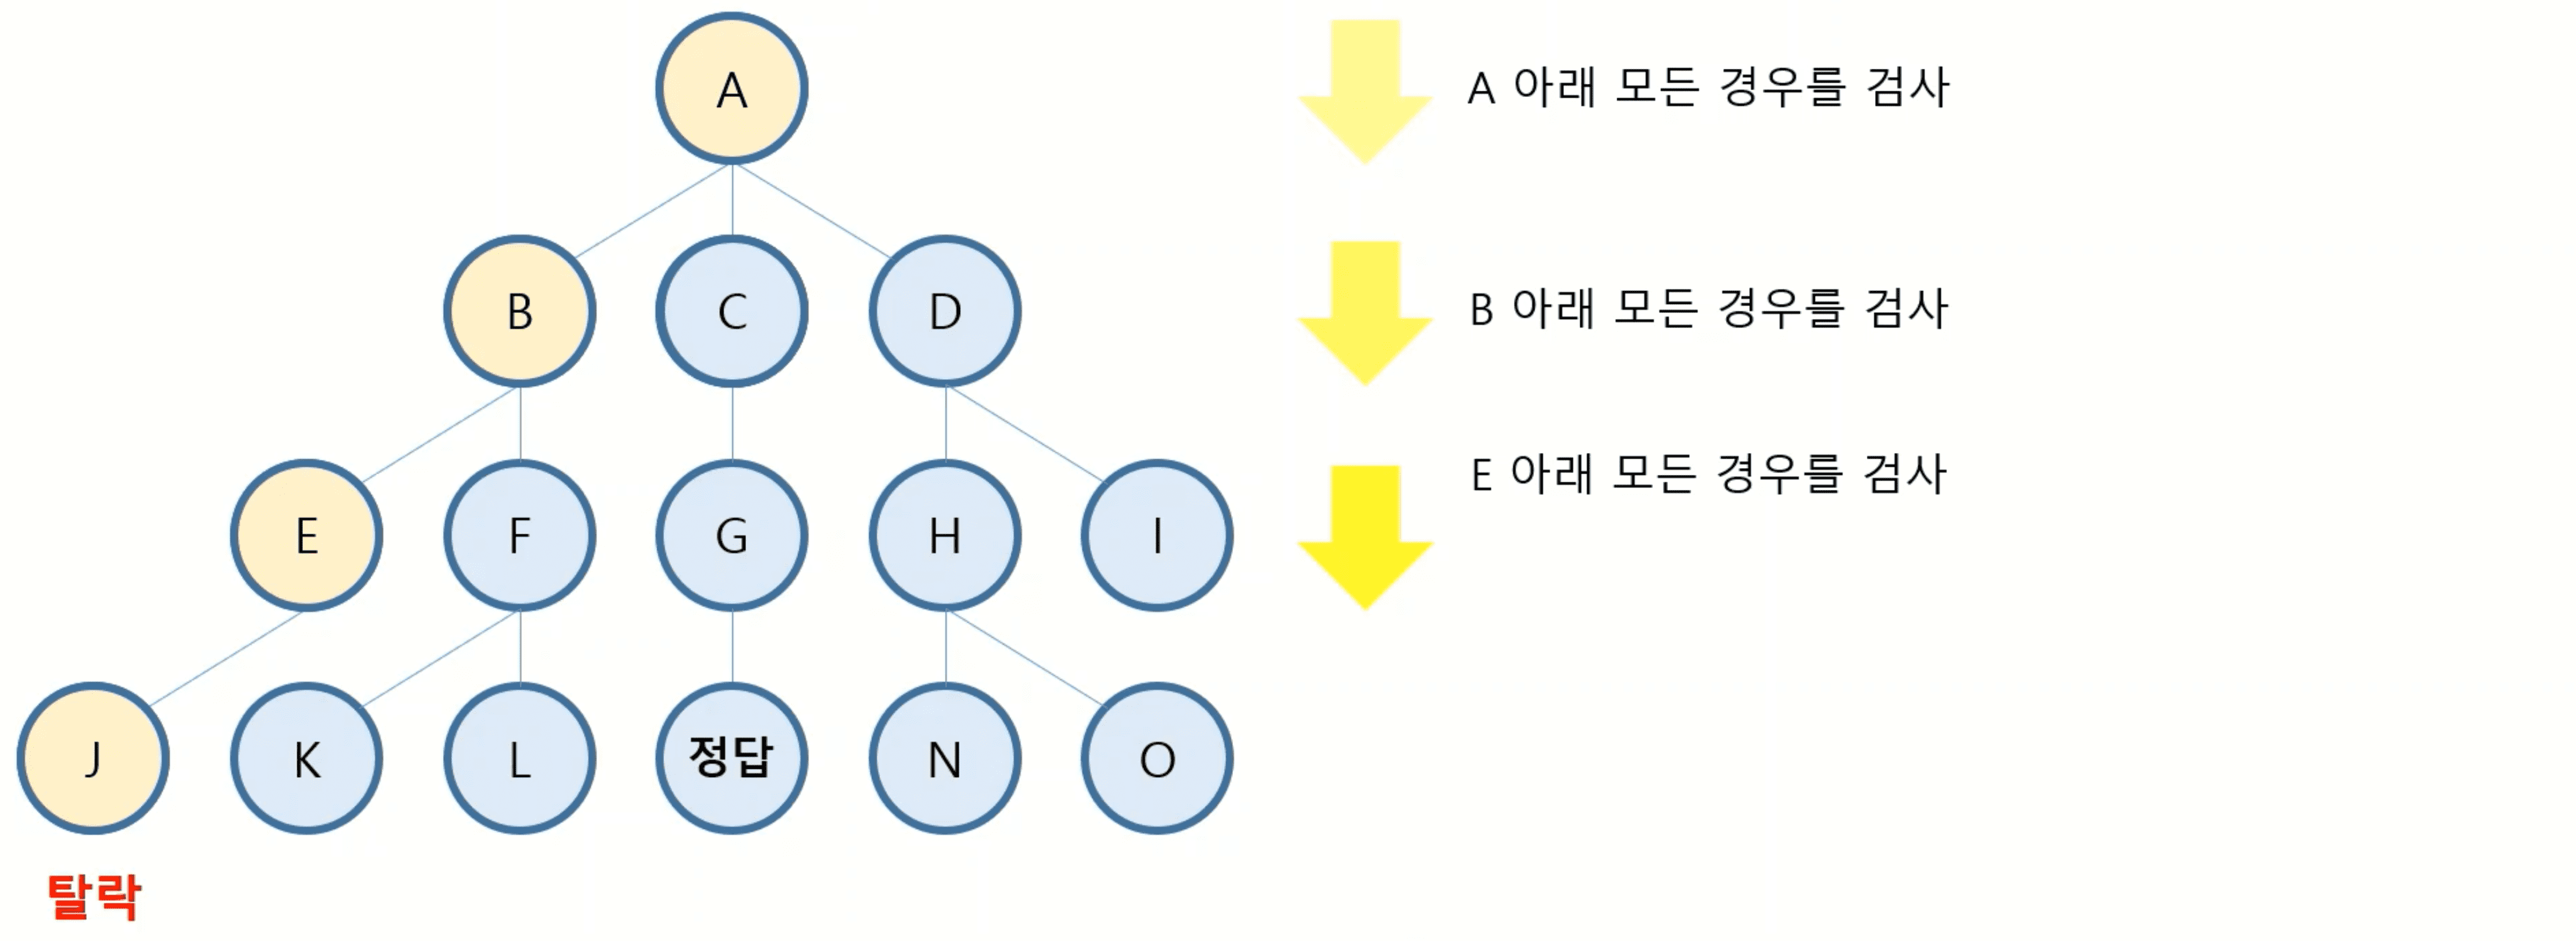 A
A 아래 모든 경우를 검사
B
C
D
B 아래 모든 경우를 검사
E
F
G
H
I
E 아래 모든 경우를 검사
J
K
L
정답
N
O
탈락